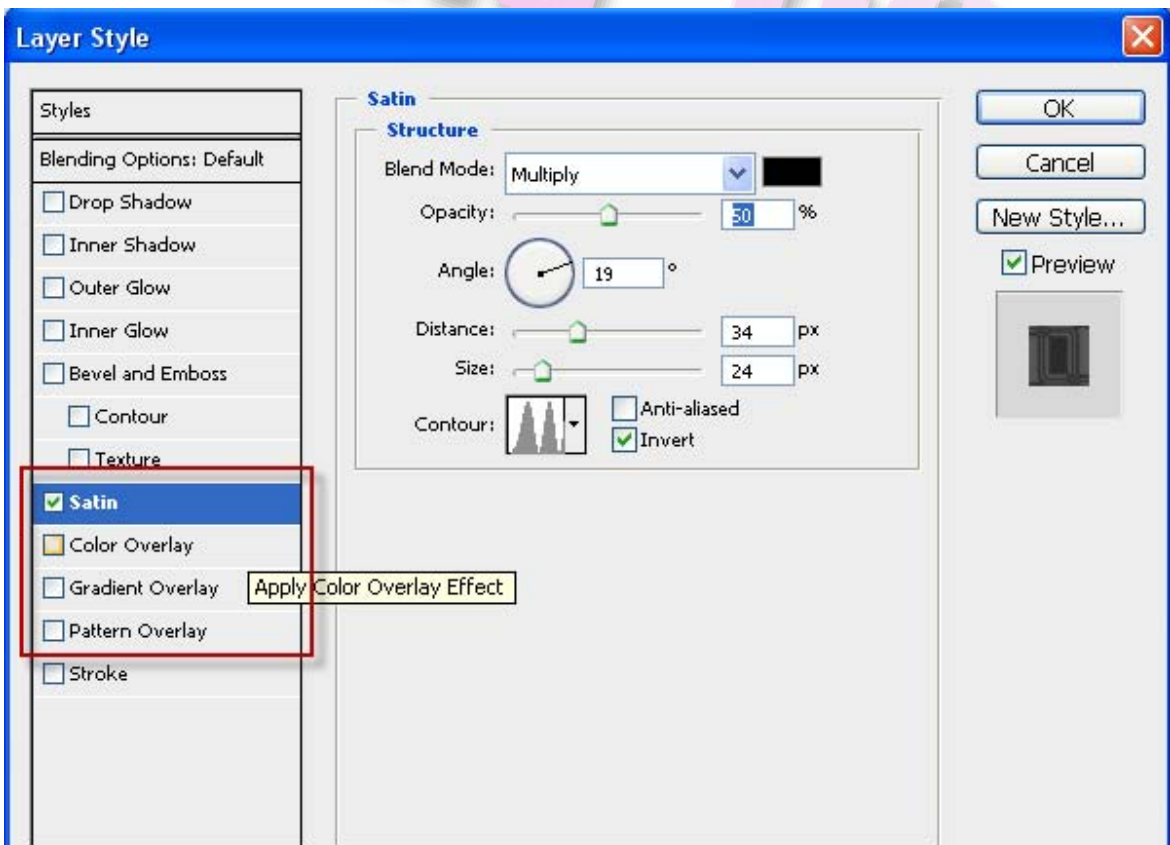 Layer Style
Styles
Blending Options: Default
Drop Shadow
Inner Shadow
Outer Glow
Inner Glow
Bevel and Emboss
Contour
Texture
Satin
Color Overlay
Gradient Overlay
Pattern Overlay
Stroke
Apply Color Overlay Effect
Satin
Structure
Blend Mode: Multiply
Opacity: 50 %
Angle: 19 °
Distance: 34 px
Size: 24 px
Contour:
Anti-aliased
Invert
OK
Cancel
New Style...
Preview